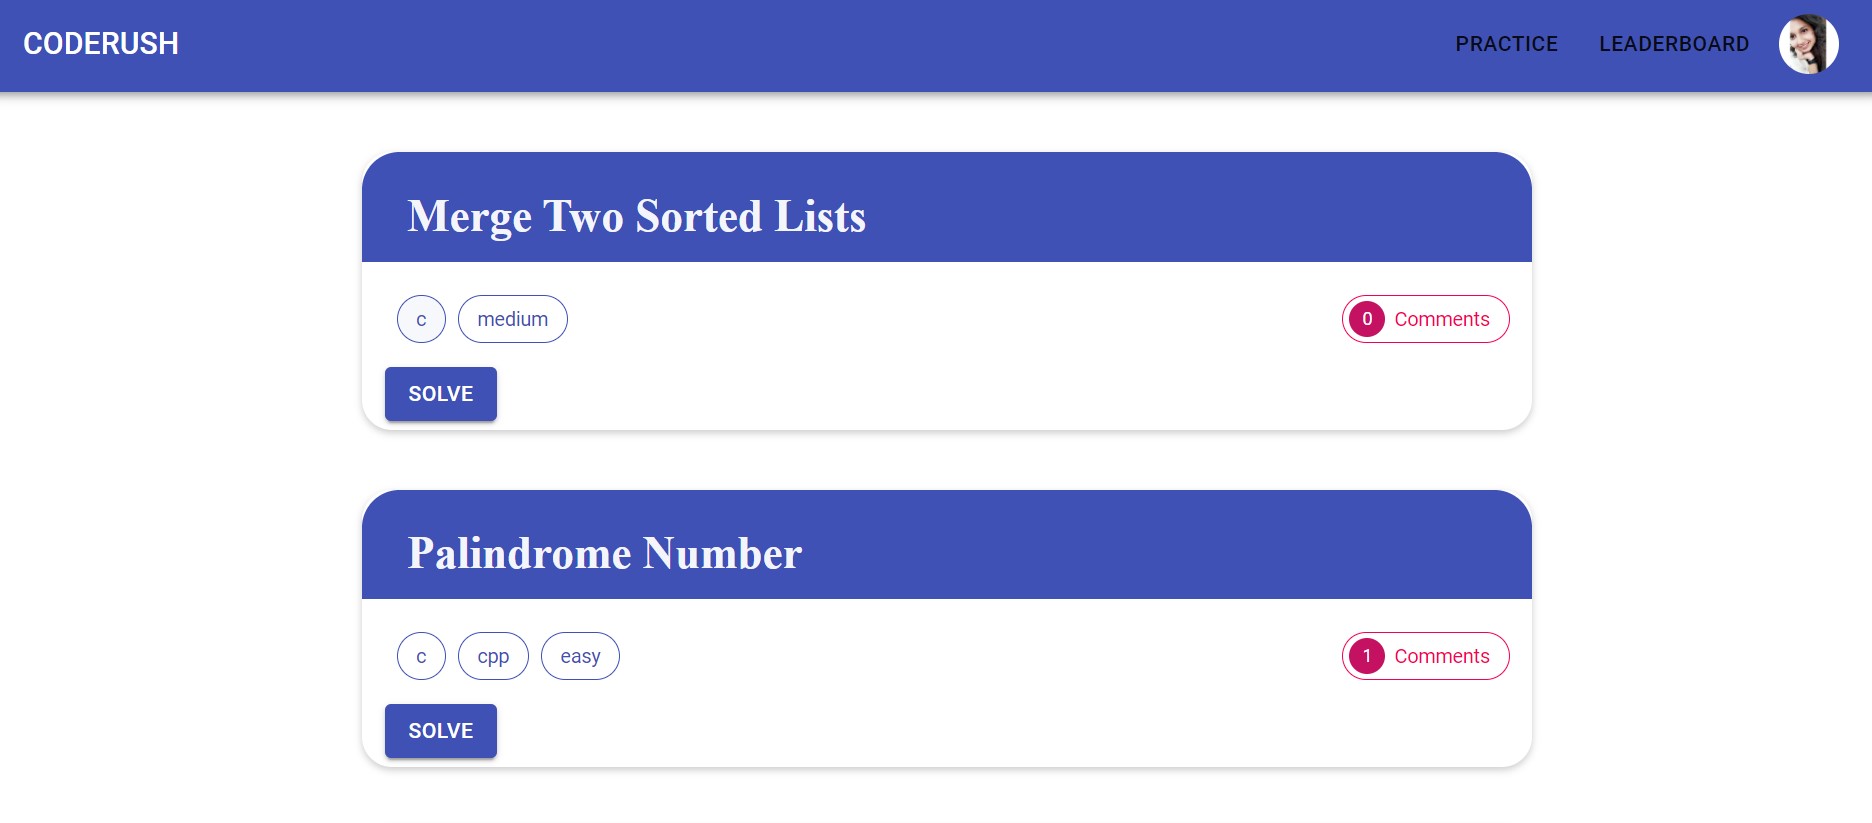 CODERUSH PRACTICE LEADERBOARD
Merge Two Sorted Lists
c medium 0 Comments
SOLVE
Palindrome Number
c cpp easy 1 Comments
SOLVE